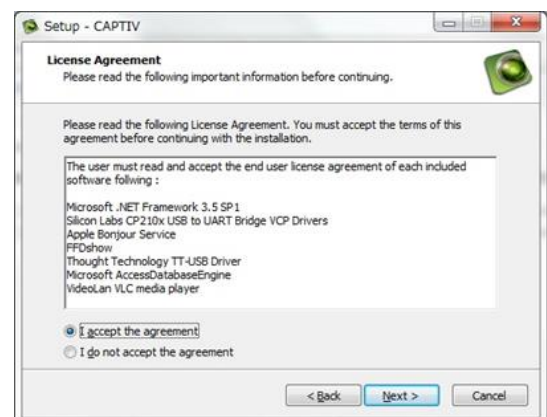 Setup - CAPTIV
License Agreement
Please read the following important information before continuing.
Please read the following License Agreement. You must accept the terms of this
agreement before continuing with the installation.
The user must read and accept the end user license agreement of each included
software follwing :
Microsoft .NET Framework 3.5 SP1
Silicon Labs CP210x USB to UART Bridge VCP Drivers
Apple Bonjour Service
FFDshow
Thought Technology TT-USB Driver
Microsoft AccessDatabaseEngine
VideoLan VLC media player
I accept the agreement
I do not accept the agreement
< Back Next > Cancel